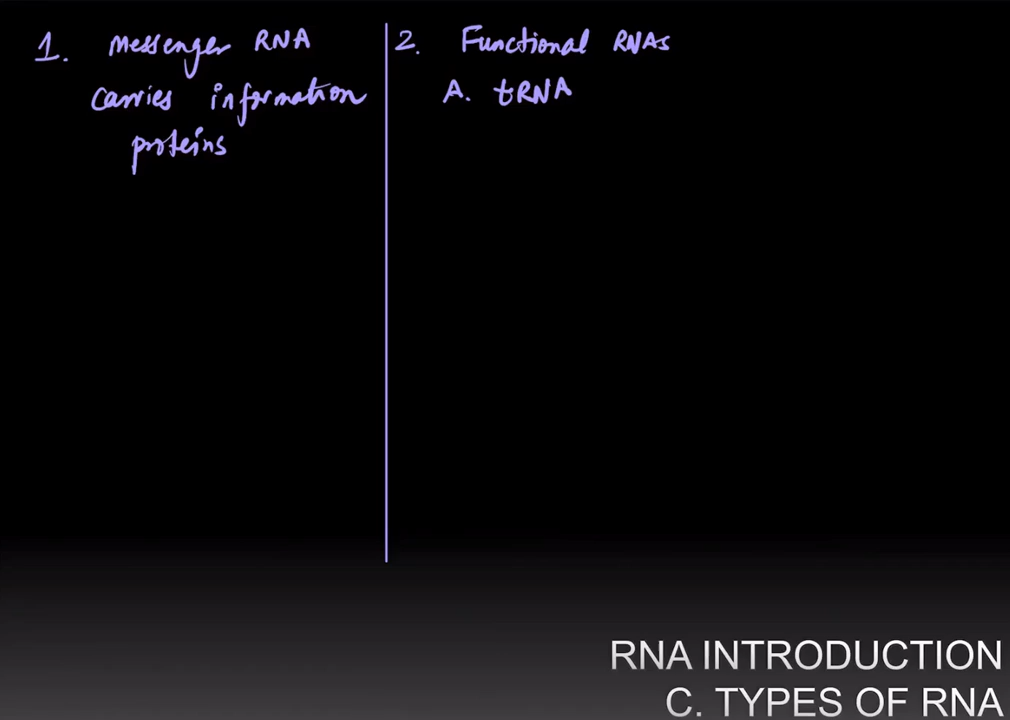 1. Messenger RNA
carries information
proteins
2. Functional RNAs
A. tRNA
RNA INTRODUCTION
C. TYPES OF RNA